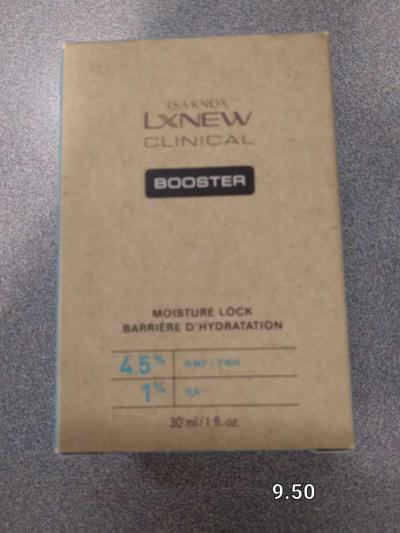 ISA KNOX
LXNEW
CLINICAL
BOOSTER
MOISTURE LOCK
BARRIÈRE D'HYDRATATION
4.5% NMF / FNH
1% HA
30 ml/1 fl. oz.
9.50